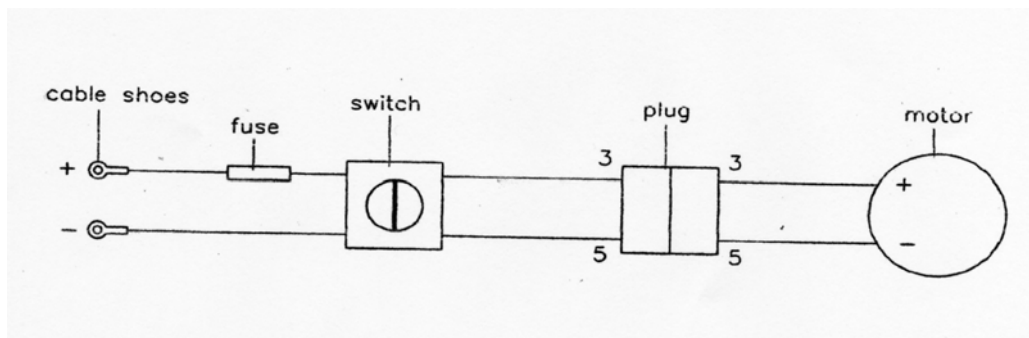 cable shoes
fuse
switch
plug
motor
+
3
3
+
−
5
5
−